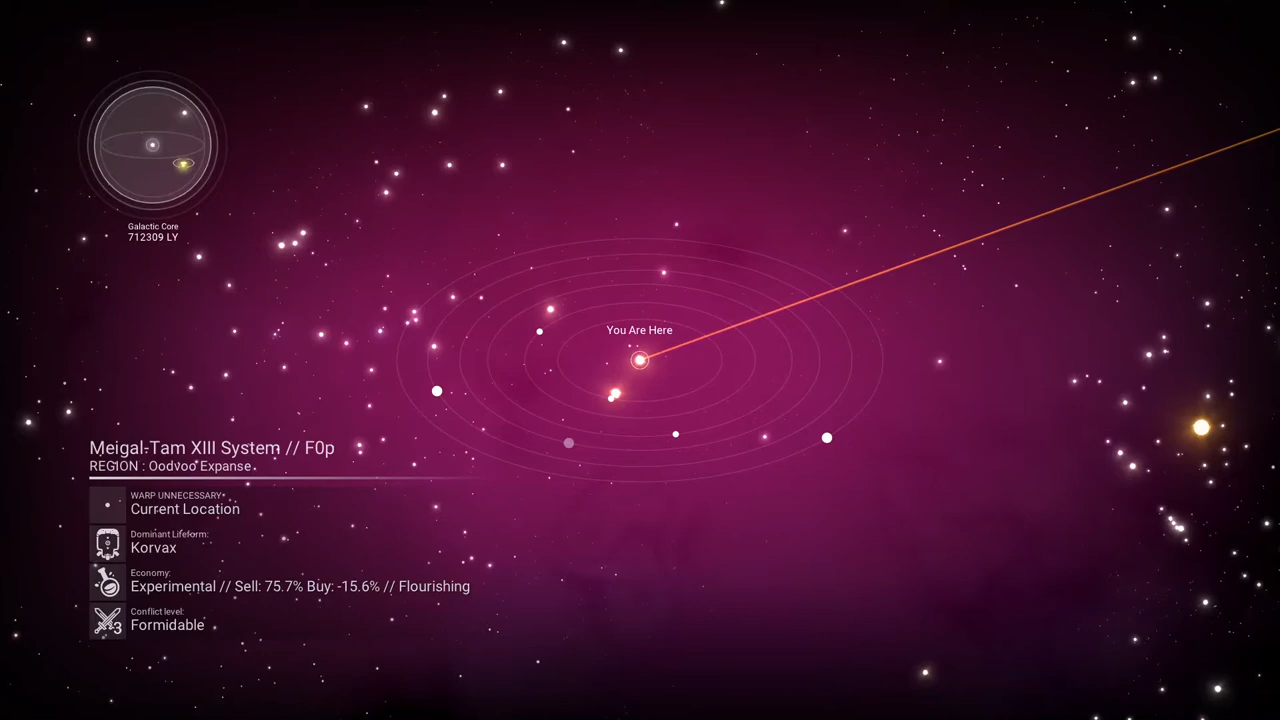 Galactic Core
712309 LY
You Are Here
Meigal-Tam XIII System // F0p
REGION : Oodvoo Expanse
WARP UNNECESSARY
Current Location
Dominant Lifeform:
Korvax
Economy:
Experimental // Sell: 75.7% Buy: -15.6% // Flourishing
Conflict level:
3
Formidable